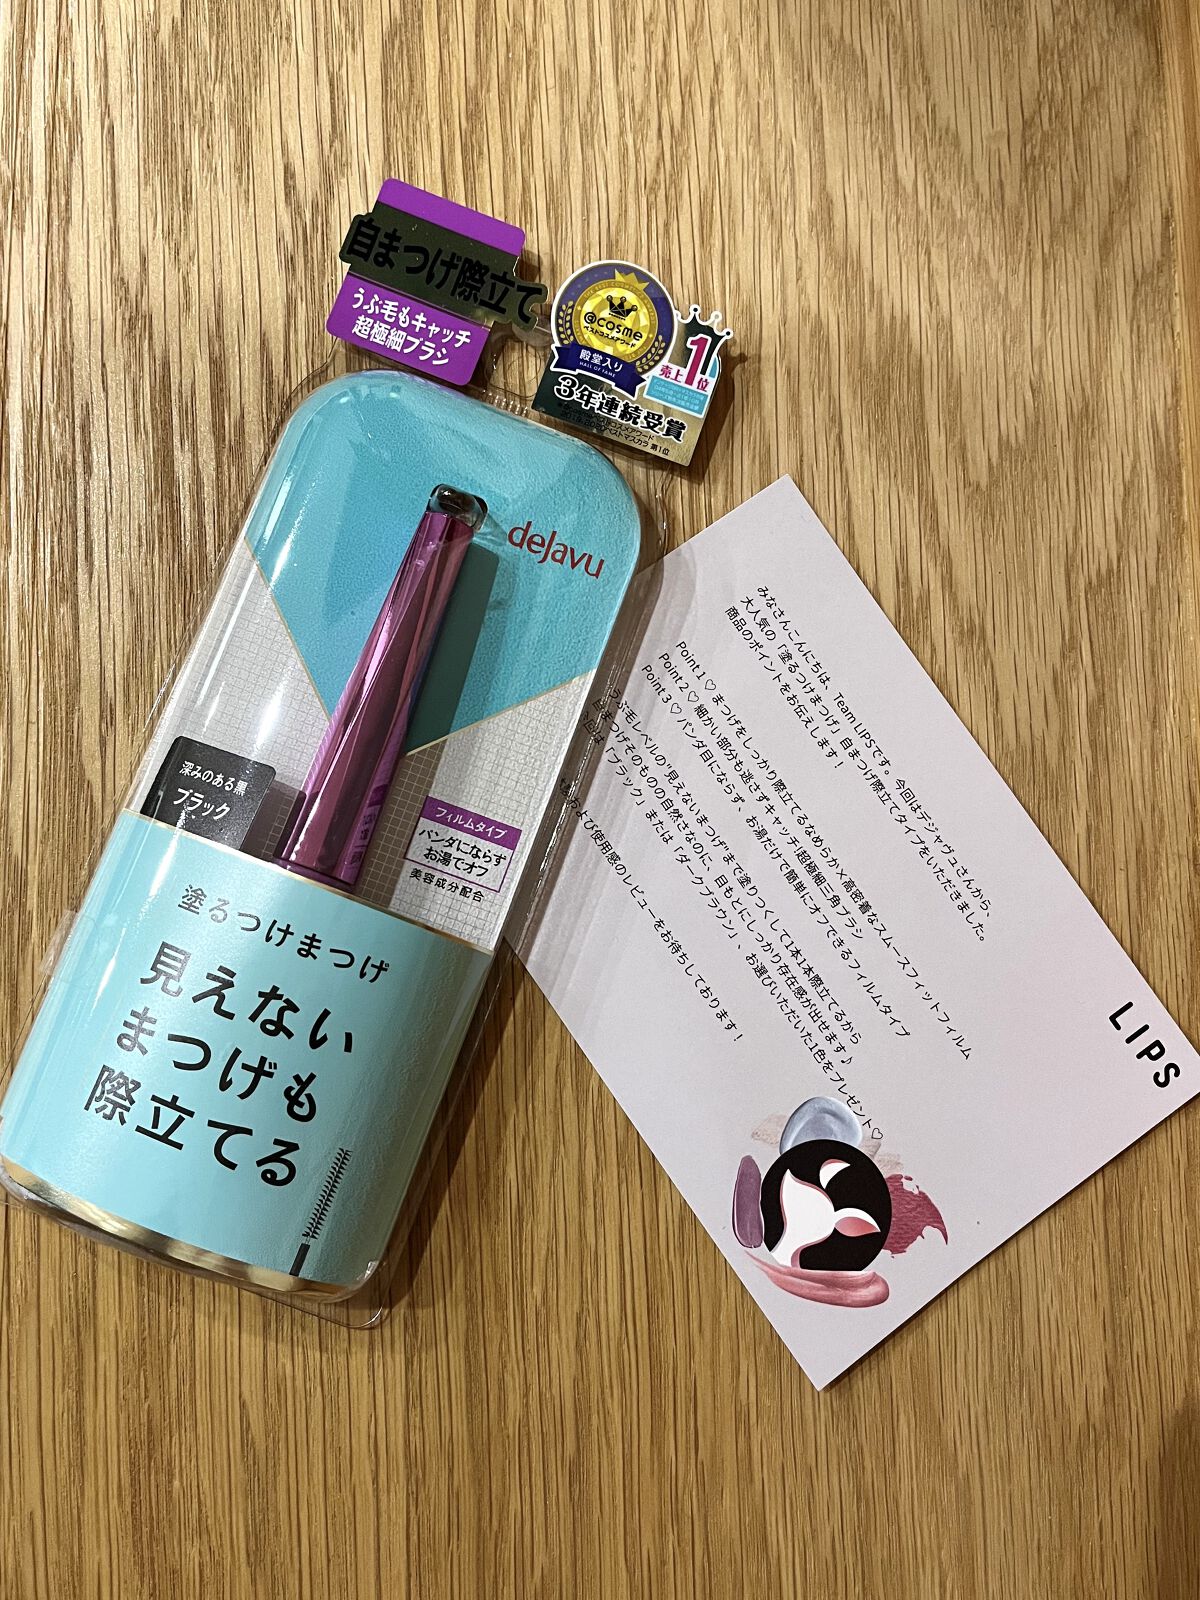 自まつげ際立て
うぶ毛もキャッチ
超極細ブラシ
@cosme
ベストコスメアワード
殿堂入り
HALL OF FAME
3年連続受賞
売上1位
dejavu
深みのある黒
ブラック
フィルムタイプ
パンダにならず
お湯でオフ
美容成分配合
塗るつけまつげ
見えない
まつげも
際立てる
みなさんこんにちは、Team LIPSです。今回はデジャヴュさんから、
大人気の「塗るつけまつげ」自まつげ際立てタイプをいただきました。
商品のポイントをお伝えします!
Point 1 ♡ まつげをしっかり際立てるなめらか×高密着なスムースフィットフィルム
Point 2 ♡ 細かい部分も逃さずキャッチ!超極細三角ブラシ
Point 3 ♡ パンダ目にならず、お湯だけで簡単にオフできるフィルムタイプ
うぶ毛レベルの"見えないまつげ"まで塗りつくして1本1本際立てるから
自まつげそのものの自然さなのに、目もとにしっかり存在感が出せます♪
回は「ブラック」または「ダークブラウン」、お選びいただいた1色をプレゼント♡
および使用感のレビューをお待ちしております!
LIPS